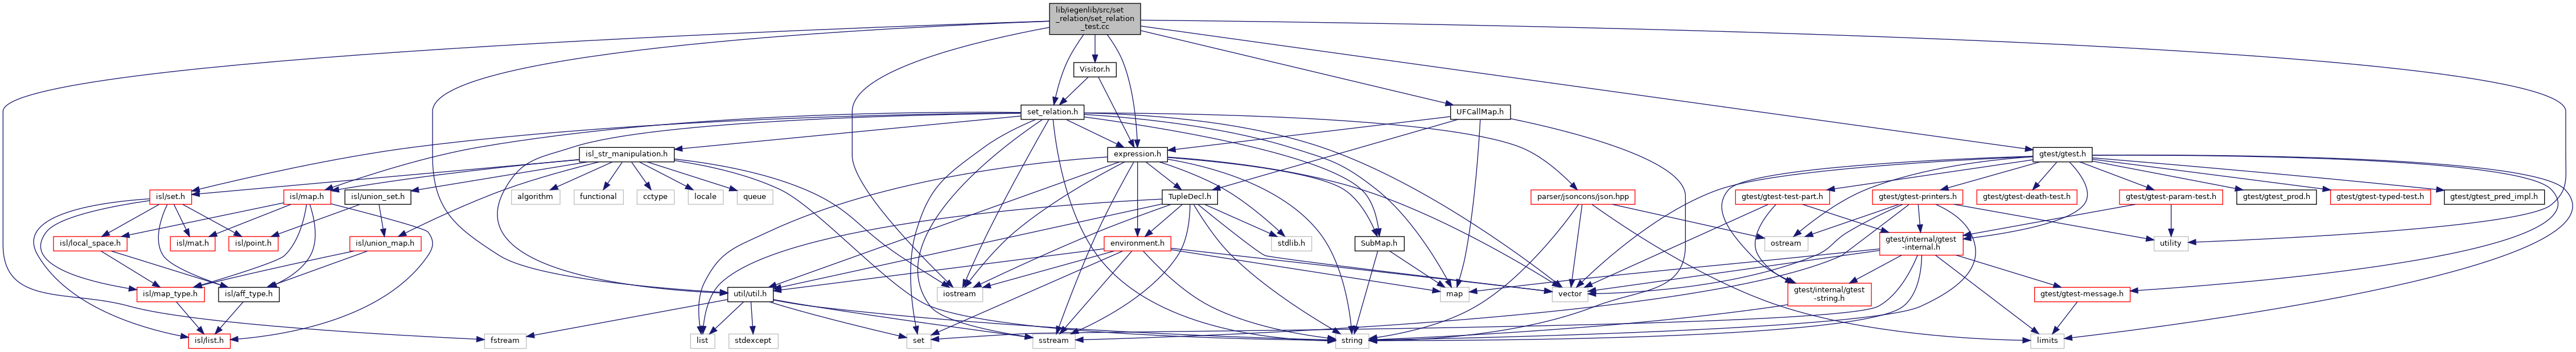 lib/iegenlib/src/set
_relation/set_relation
_test.cc
Visitor.h
set_relation.h
UFCallMap.h
isl_str_manipulation.h
expression.h
gtest/gtest.h
isl/set.h
isl/map.h
isl/union_set.h
algorithm
functional
cctype
locale
queue
TupleDecl.h
parser/jsoncons/json.hpp
gtest/gtest-test-part.h
gtest/gtest-printers.h
gtest/gtest-death-test.h
gtest/gtest-param-test.h
gtest/gtest_prod.h
gtest/gtest-typed-test.h
gtest/gtest_pred_impl.h
isl/local_space.h
isl/mat.h
isl/point.h
isl/union_map.h
environment.h
stdlib.h
SubMap.h
ostream
gtest/internal/gtest
-internal.h
utility
isl/map_type.h
isl/aff_type.h
util/util.h
iostream
map
vector
gtest/internal/gtest
-string.h
gtest/gtest-message.h
isl/list.h
fstream
list
stdexcept
set
sstream
string
limits